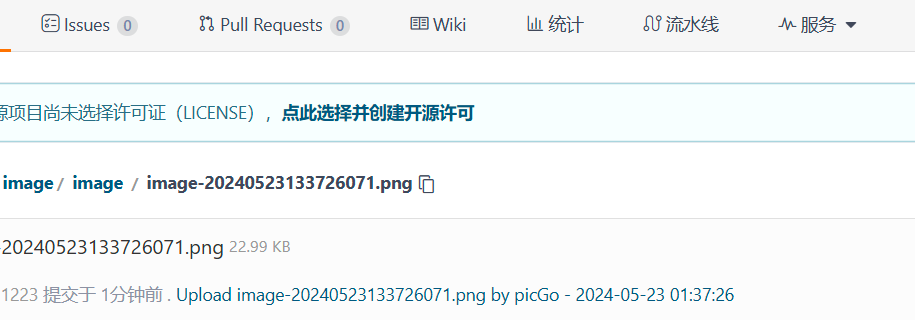 Issues 0 Pull Requests 0 Wiki 统计 流水线 服务
源项目尚未选择许可证（LICENSE），点此选择并创建开源许可
image / image / image-20240523133726071.png
-20240523133726071.png 22.99 KB
1223 提交于 1分钟前 . Upload image-20240523133726071.png by picGo - 2024-05-23 01:37:26